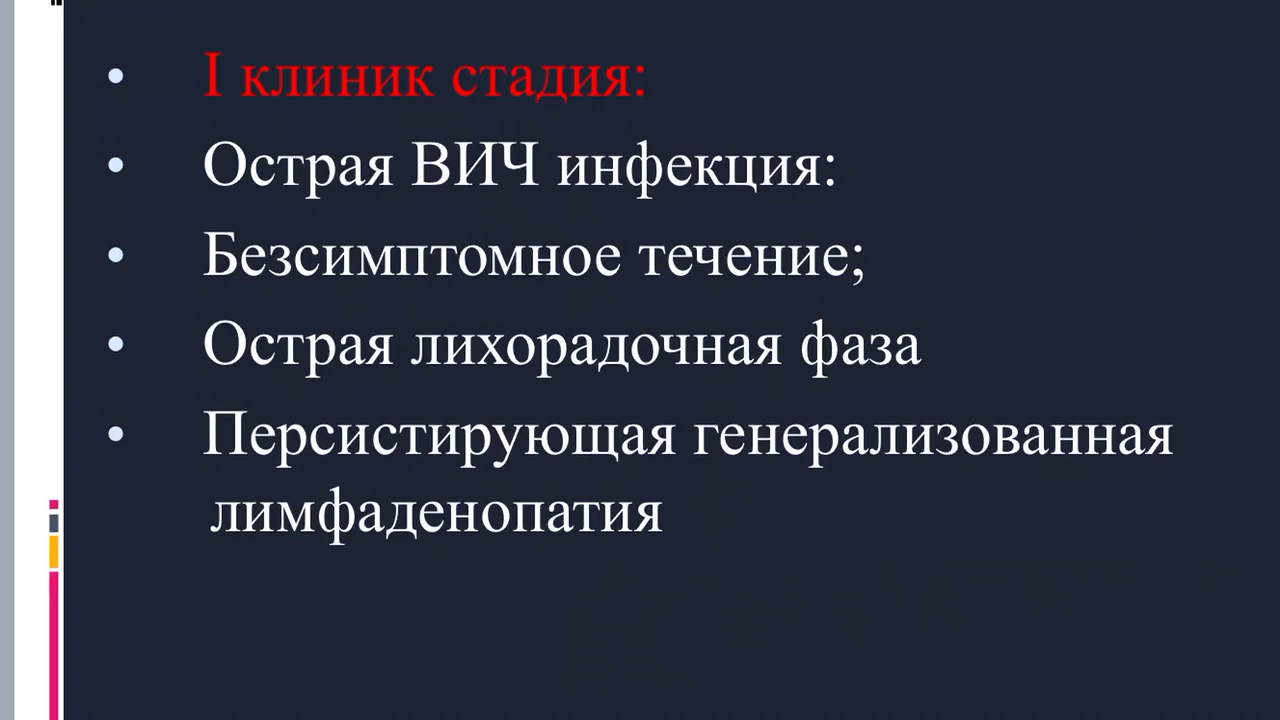 • I клиник стадия:
• Острая ВИЧ инфекция:
• Безсимптомное течение;
• Острая лихорадочная фаза
• Персистирующая генерализованная
лимфаденопатия